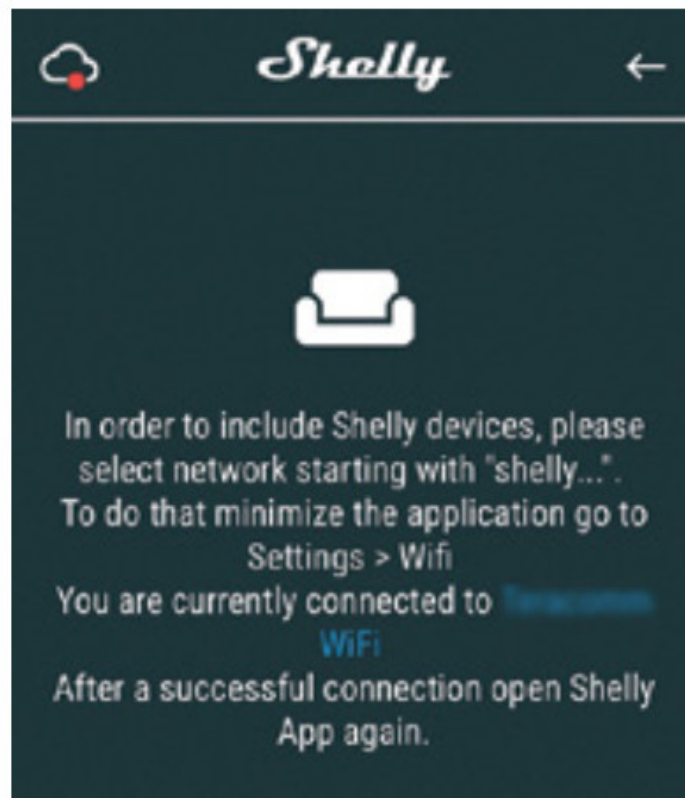 Shelly
In order to include Shelly devices, please
select network starting with "shelly...".
To do that minimize the application go to
Settings > Wifi
You are currently connected to
WiFi
After a successful connection open Shelly
App again.